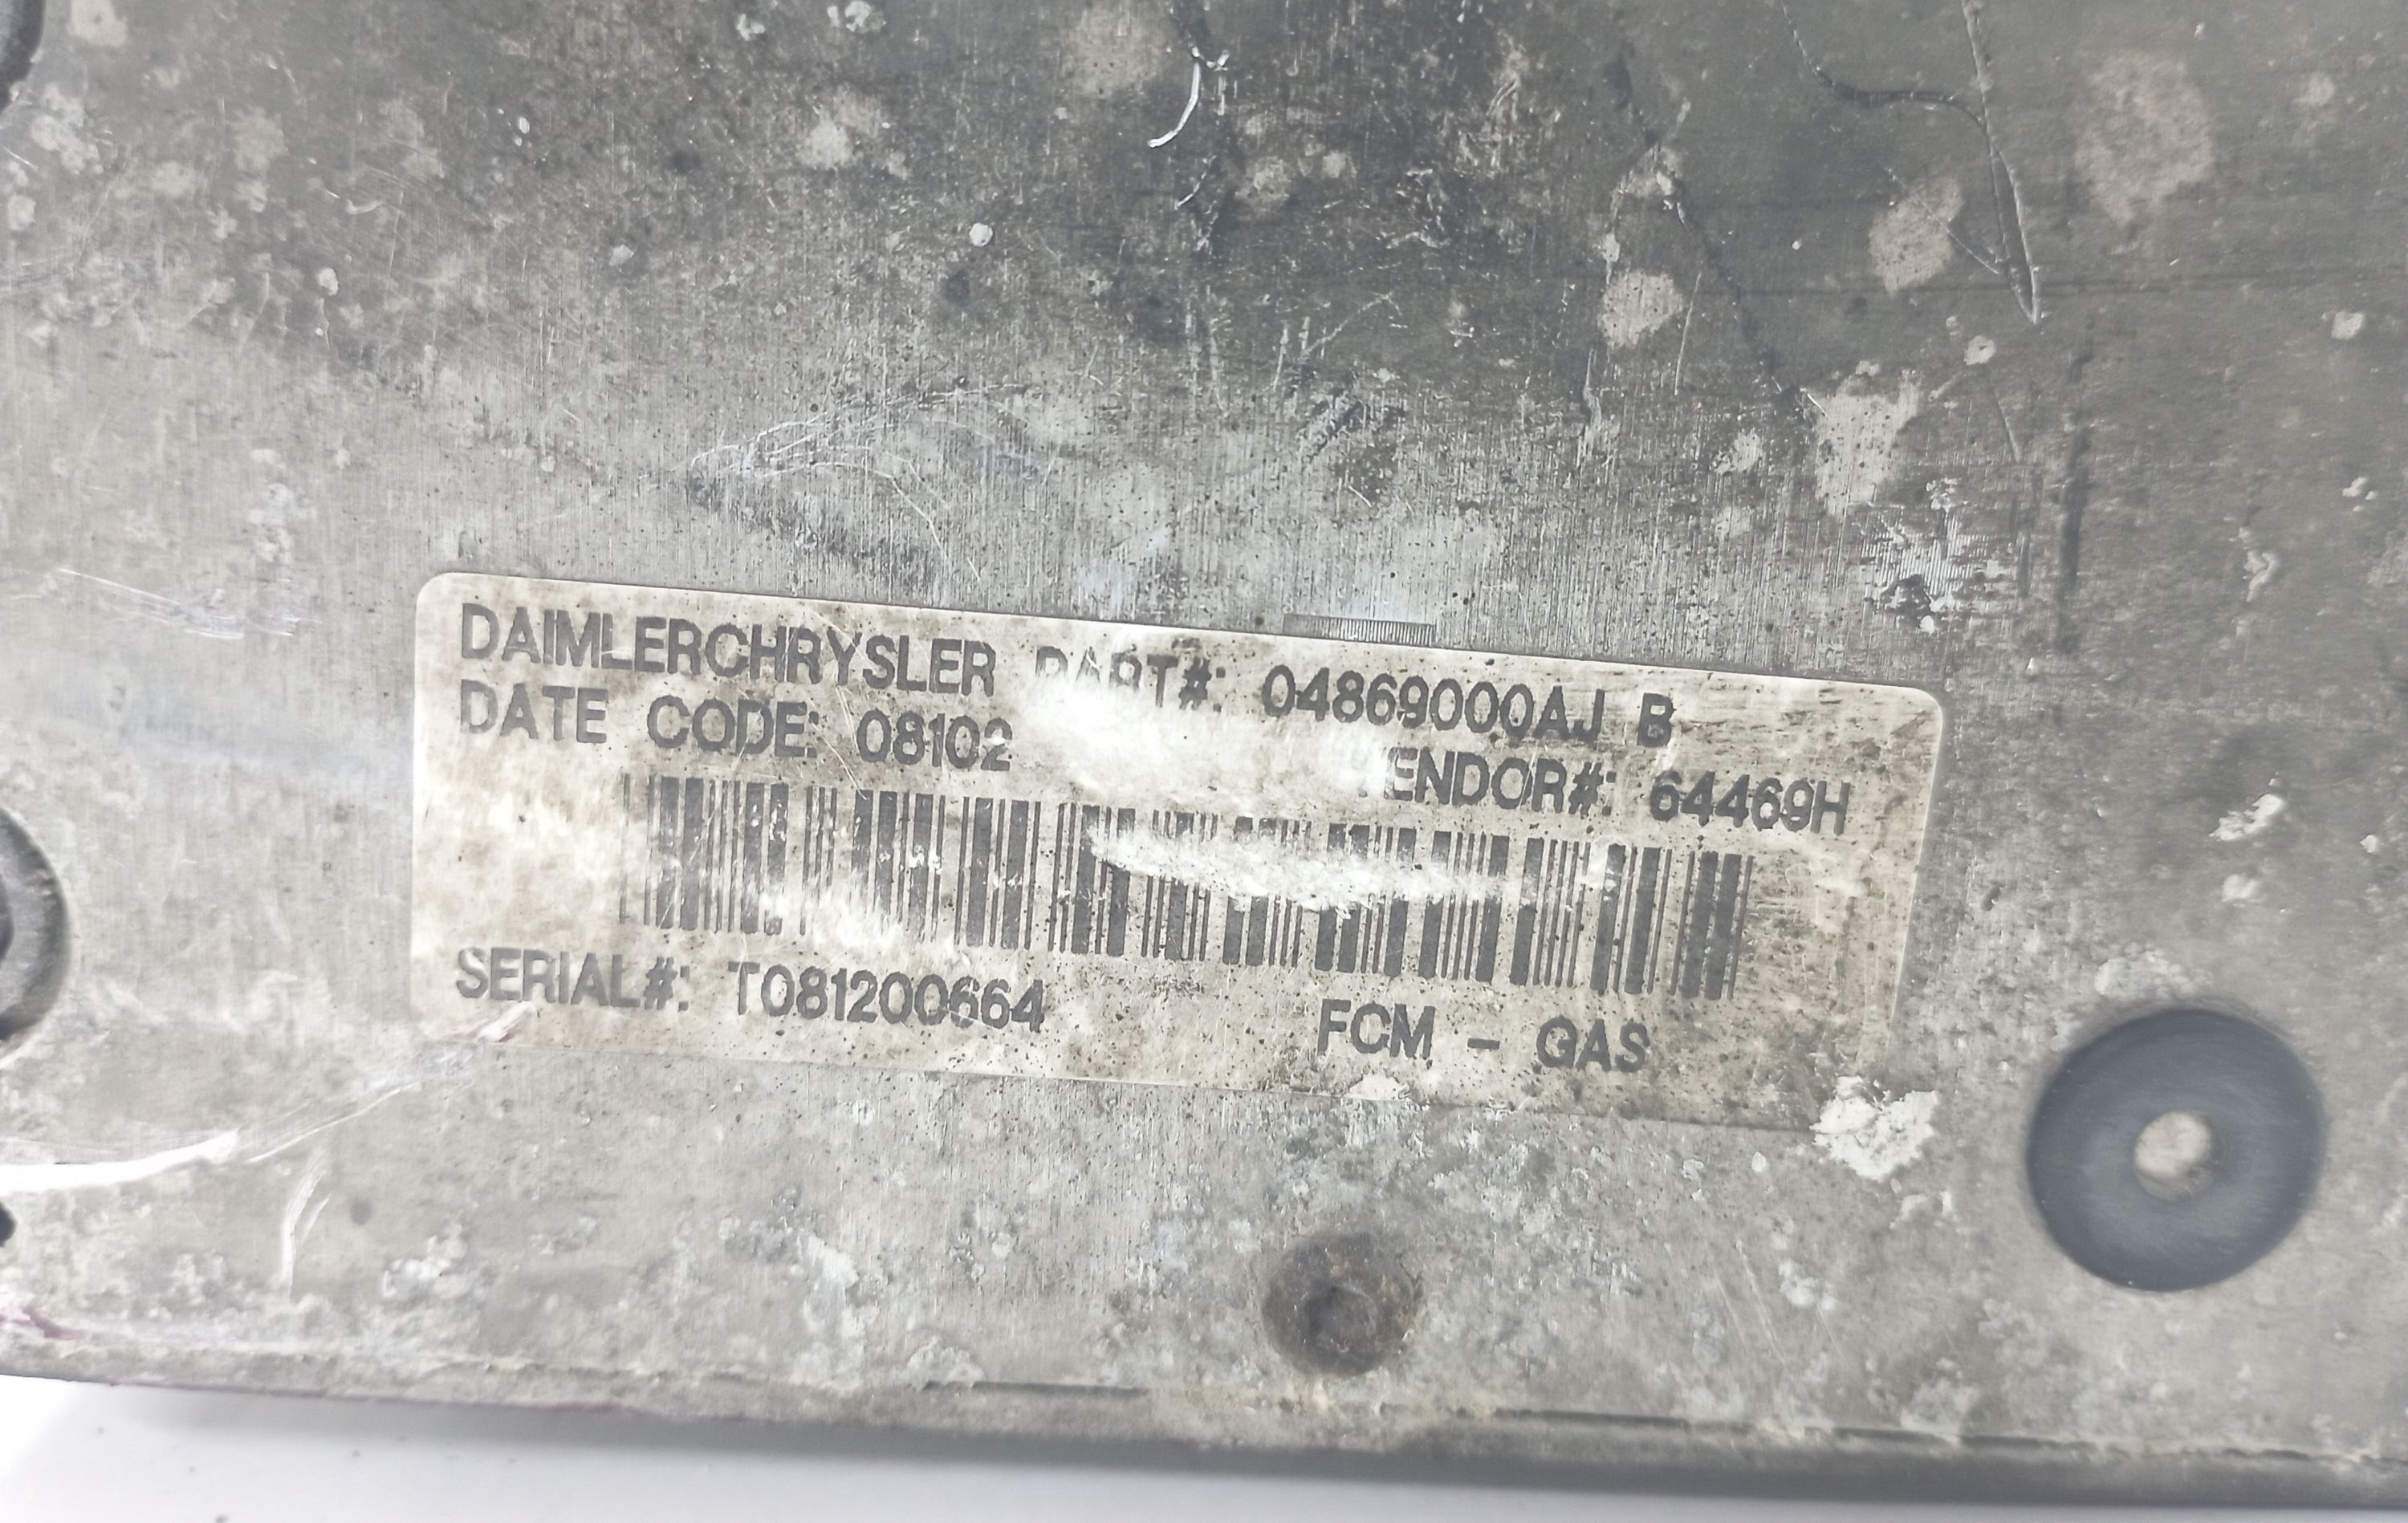 DAIMLERCHRYSLER PART#: 04869000AJ B
DATE CODE: 08102 VENDOR#: 64469H
SERIAL#: T081200664 FCM - GAS